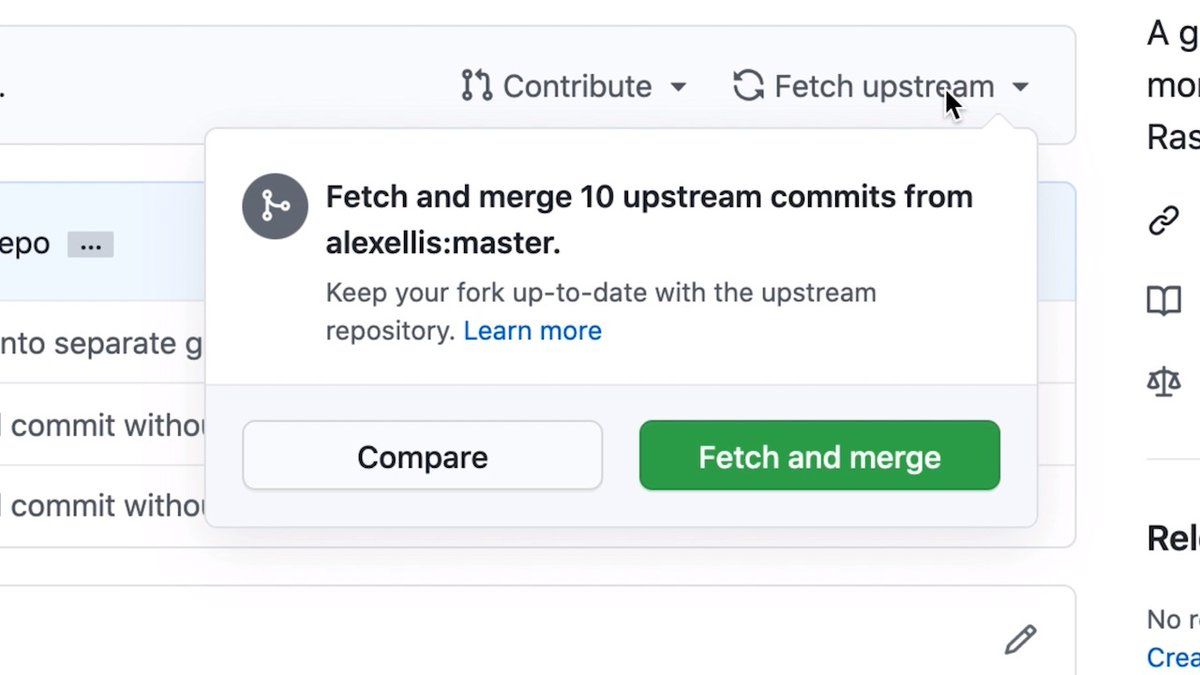 .
Contribute
Fetch upstream
A g
mor
Ras
Fetch and merge 10 upstream commits from
alexellis:master.
epo ...
Keep your fork up-to-date with the upstream
repository. Learn more
nto separate g
commit withou
Compare
Fetch and merge
commit withou
Rel
No re
Crea